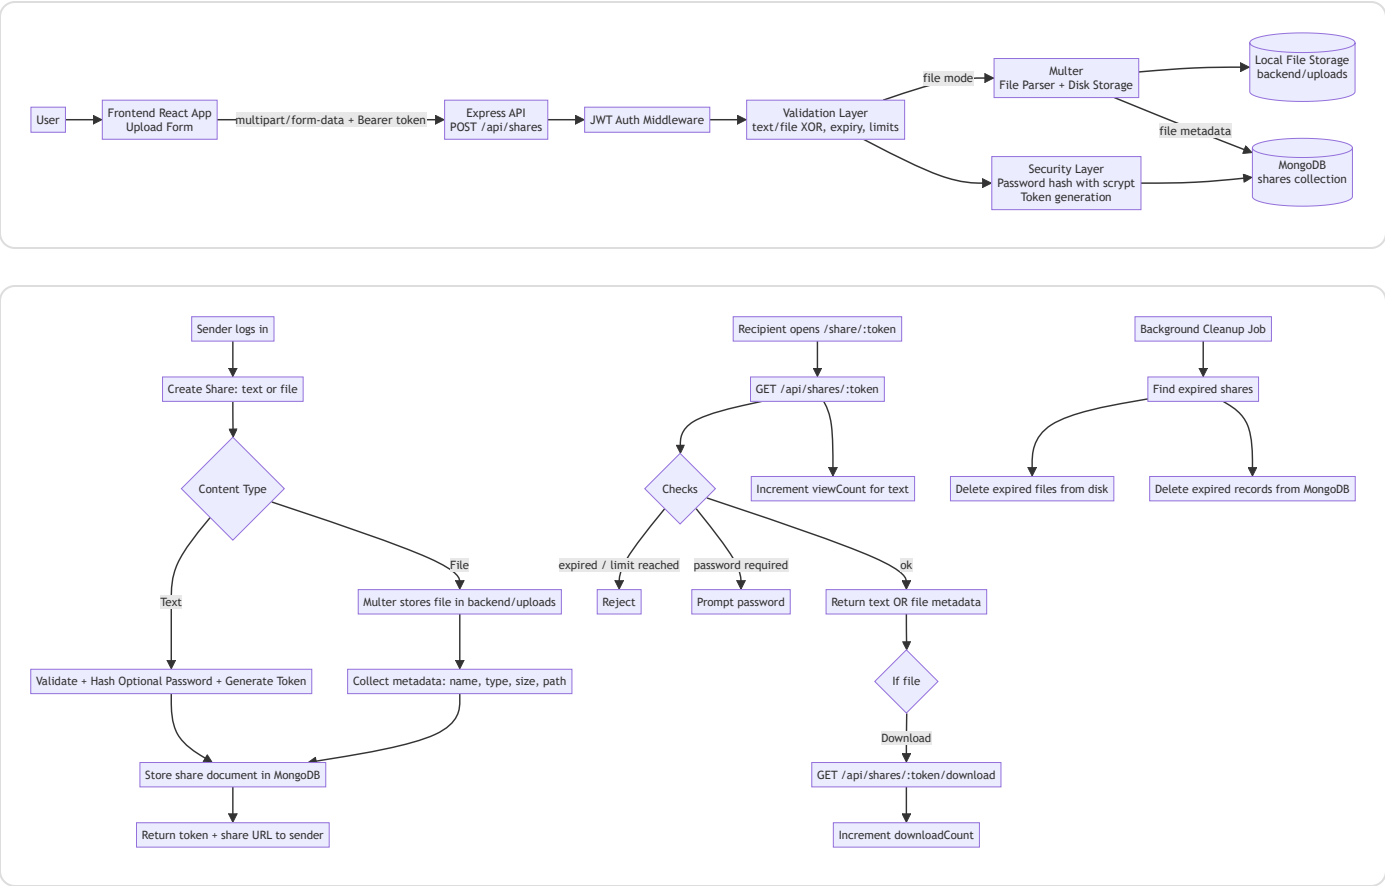 User
Frontend React App
Upload Form
multipart/form-data + Bearer token
Express API
POST /api/shares
JWT Auth Middleware
Validation Layer
text/file XOR, expiry, limits
file mode
Multer
File Parser + Disk Storage
Local File Storage
backend/uploads
file metadata
Security Layer
Password hash with scrypt
Token generation
MongoDB
shares collection
Sender logs in
Create Share: text or file
Content Type
Text
File
Multer stores file in backend/uploads
Validate + Hash Optional Password + Generate Token
Collect metadata: name, type, size, path
Store share document in MongoDB
Return token + share URL to sender
Recipient opens /share/:token
GET /api/shares/:token
Checks
Increment viewCount for text
expired / limit reached
password required
ok
Reject
Prompt password
Return text OR file metadata
If file
Download
GET /api/shares/:token/download
Increment downloadCount
Background Cleanup Job
Find expired shares
Delete expired files from disk
Delete expired records from MongoDB